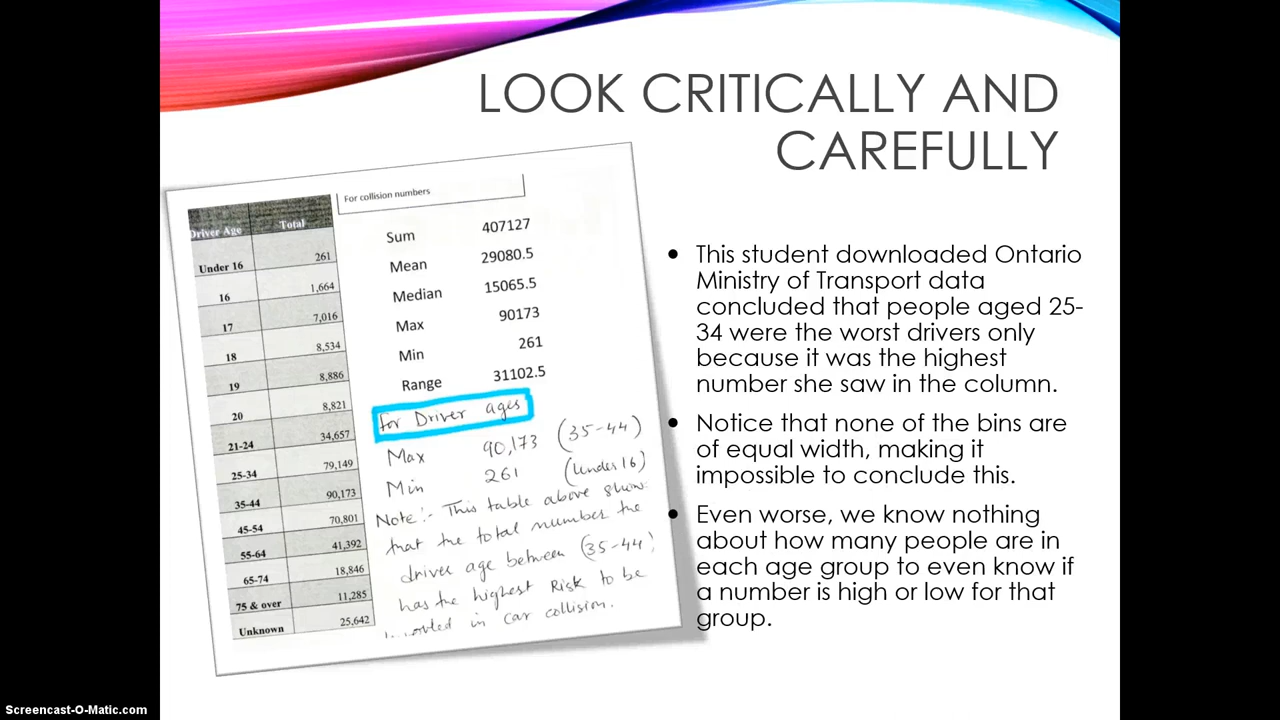 LOOK CRITICALLY AND
CAREFULLY
For collision numbers
Driver Age Total
Under 16 261
16 1,664
17 7,016
18 8,534
19 8,886
20 8,821
21-24 34,657
25-34 79,149
35-44 90,173
45-54 70,801
55-64 41,392
65-74 18,846
75 & over 11,285
Unknown 25,642
Sum 407127
Mean 29080.5
Median 15065.5
Max 90173
Min 261
Range 31102.5
for Driver ages
Max 90,173 (35-44)
Min 261 (Under 16)
Note:- This table above show
that the total number the
driver age between (35-44)
has the highest Risk to be
in car collision.
• This student downloaded Ontario
Ministry of Transport data
concluded that people aged 25-
34 were the worst drivers only
because it was the highest
number she saw in the column.
• Notice that none of the bins are
of equal width, making it
impossible to conclude this.
• Even worse, we know nothing
about how many people are in
each age group to even know if
a number is high or low for that
group.
Screencast-O-Matic.com